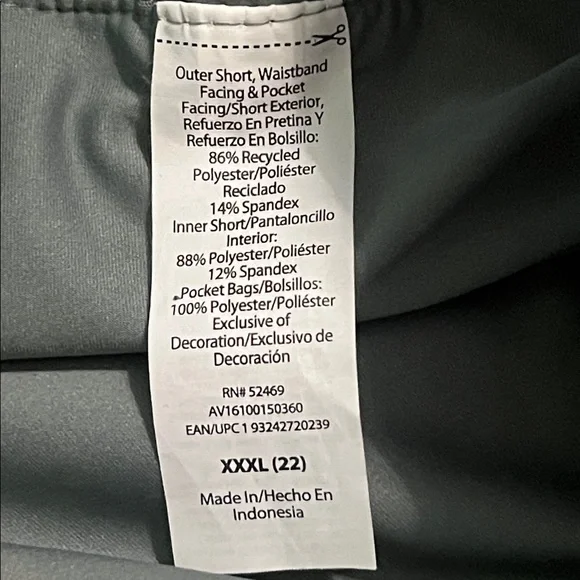 Outer Short, Waistband
Facing & Pocket
Facing/Short Exterior,
Refuerzo En Pretina Y
Refuerzo En Bolsillo:
86% Recycled
Polyester/Poliéster
Reciclado
14% Spandex
Inner Short/Pantaloncillo
Interior:
88% Polyester/Poliéster
12% Spandex
Pocket Bags/Bolsillos:
100% Polyester/Poliéster
Exclusive of
Decoration/Exclusivo de
Decoración
RN# 52469
AV16100150360
EAN/UPC 1 93242720239
XXXL (22)
Made In/Hecho En
Indonesia